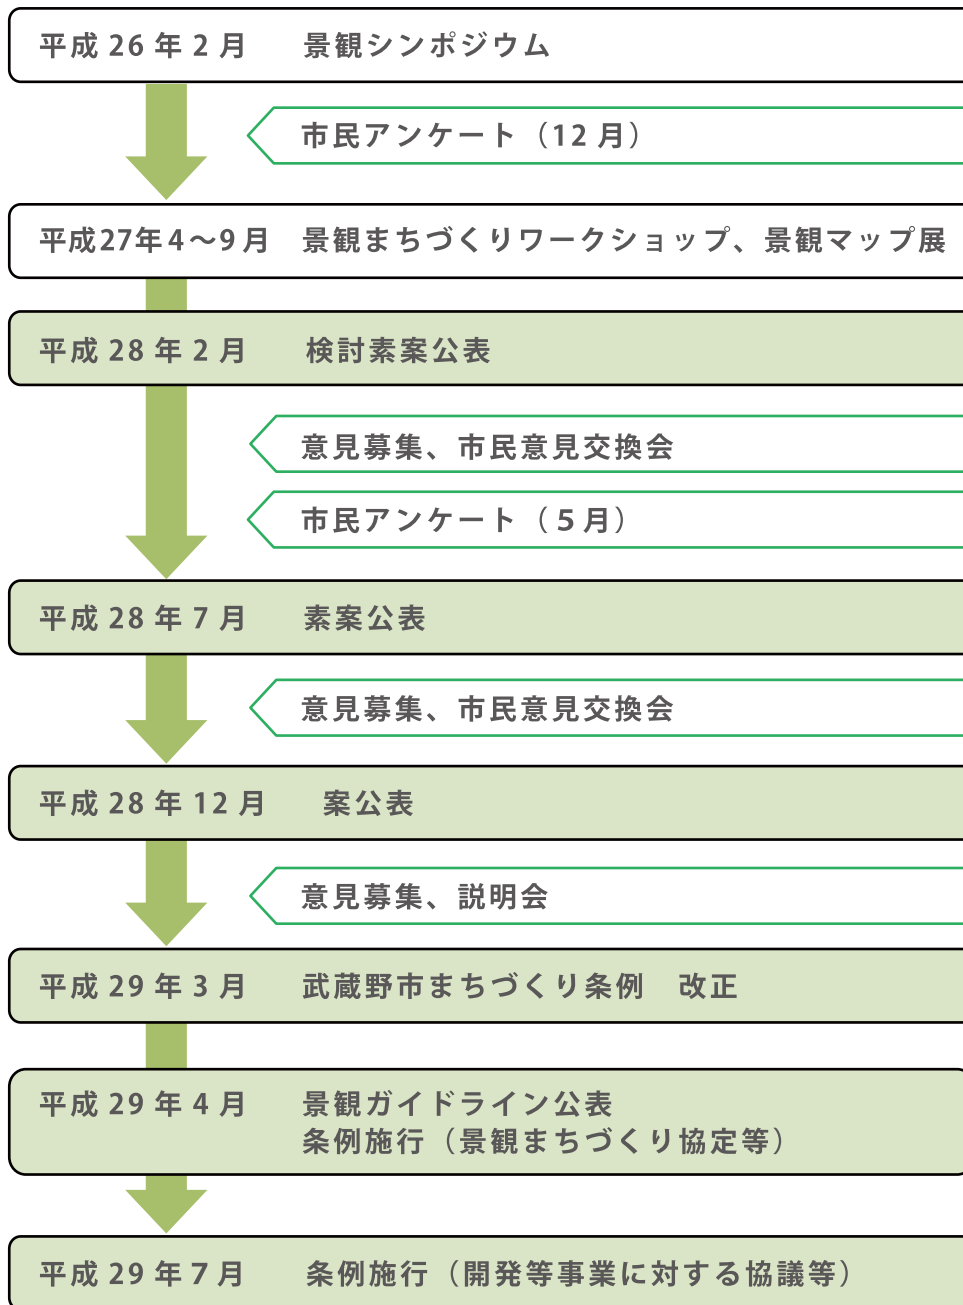 平成 26 年 2 月　景観シンポジウム
市民アンケート（12 月）
平成27年 4～9 月　景観まちづくりワークショップ、景観マップ展
平成 28 年 2 月　検討素案公表
意見募集、市民意見交換会
市民アンケート（ 5 月）
平成 28 年 7 月　素案公表
意見募集、市民意見交換会
平成 28 年 12 月　案公表
意見募集、説明会
平成 29 年 3 月　武蔵野市まちづくり条例　改正
平成 29 年 4 月　景観ガイドライン公表
条例施行（景観まちづくり協定等）
平成 29 年 7 月　条例施行（開発等事業に対する協議等）